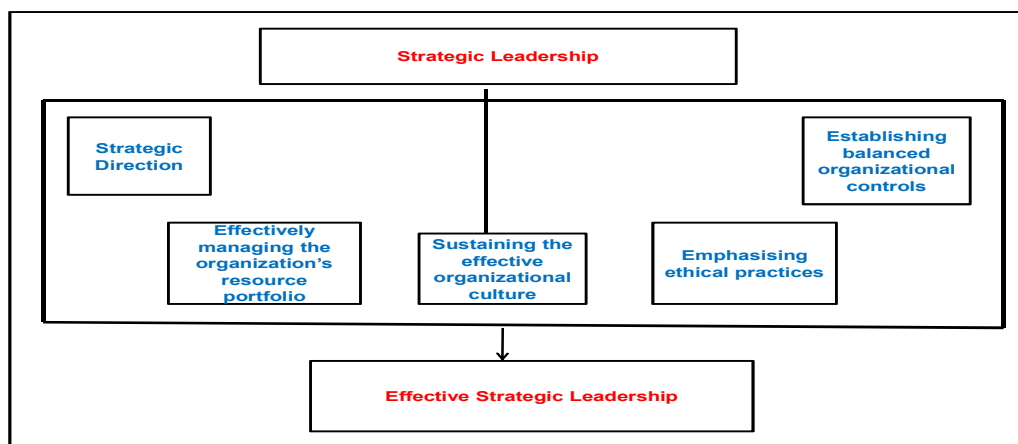 Strategic Leadership
Strategic
Direction
Establishing
balanced
organizational
controls
Effectively
managing the
organization’s
resource
portfolio
Sustaining the
effective
organizational
culture
Emphasising
ethical practices
Effective Strategic Leadership